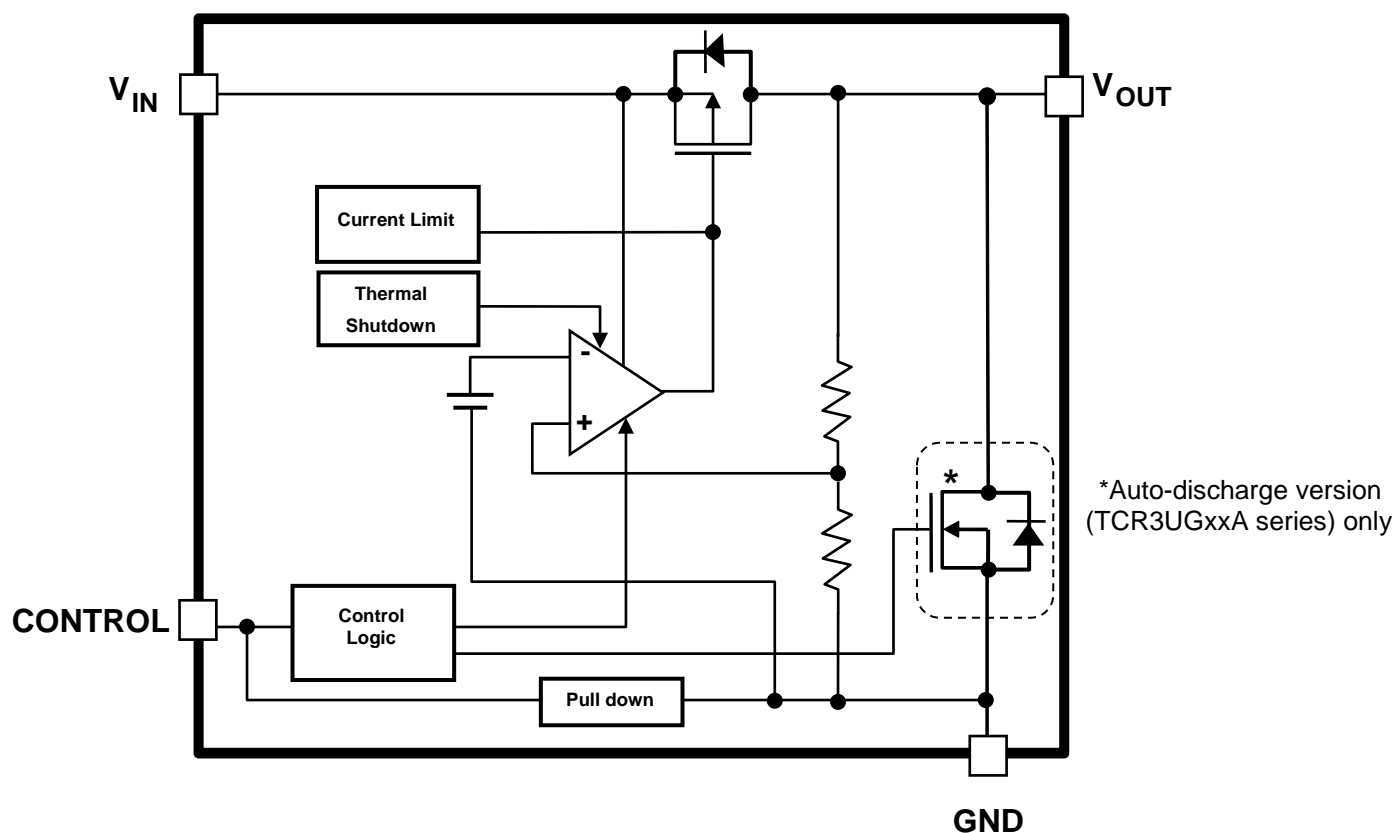 VIN
VOUT
Current Limit
Thermal
Shutdown
-
+
*
*Auto-discharge version
(TCR3UGxxA series) only
CONTROL
Control
Logic
Pull down
GND